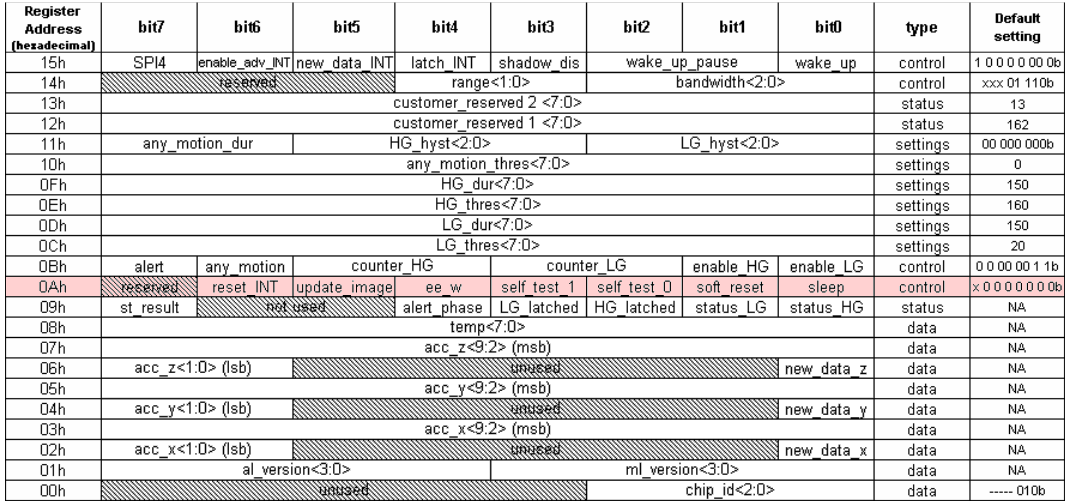 Register Address (hexadecimal) bit7 bit6 bit5 bit4 bit3 bit2 bit1 bit0 type Default setting
15h SPI4 enable_adv_INT new_data_INT latch_INT shadow_dis wake_up_pause wake_up control 1 0 0 0 0 0 0 0b
14h reserved range<1:0> bandwidth<2:0> control xxx 01 110b
13h customer_reserved 2 <7:0> status 13
12h customer_reserved 1 <7:0> status 162
11h any_motion_dur HG_hyst<2:0> LG_hyst<2:0> settings 00 000 000b
10h any_motion_thres<7:0> settings 0
0Fh HG_dur<7:0> settings 150
0Eh HG_thres<7:0> settings 160
0Dh LG_dur<7:0> settings 150
0Ch LG_thres<7:0> settings 20
0Bh alert any_motion counter_HG counter_LG enable_HG enable_LG control 0 0 00 00 1 1b
0Ah reserved reset_INT update_image ee_w self_test_1 self_test_0 soft_reset sleep control x 0 0 0 0 0 0 0b
09h st_result not used alert_phase LG_latched HG_latched status_LG status_HG status NA
08h temp<7:0> data NA
07h acc_z<9:2> (msb) data NA
06h acc_z<1:0> (lsb) unused new_data_z data NA
05h acc_y<9:2> (msb) data NA
04h acc_y<1:0> (lsb) unused new_data_y data NA
03h acc_x<9:2> (msb) data NA
02h acc_x<1:0> (lsb) unused new_data_x data NA
01h al_version<3:0> ml_version<3:0> data NA
00h unused chip_id<2:0> data ----- 010b